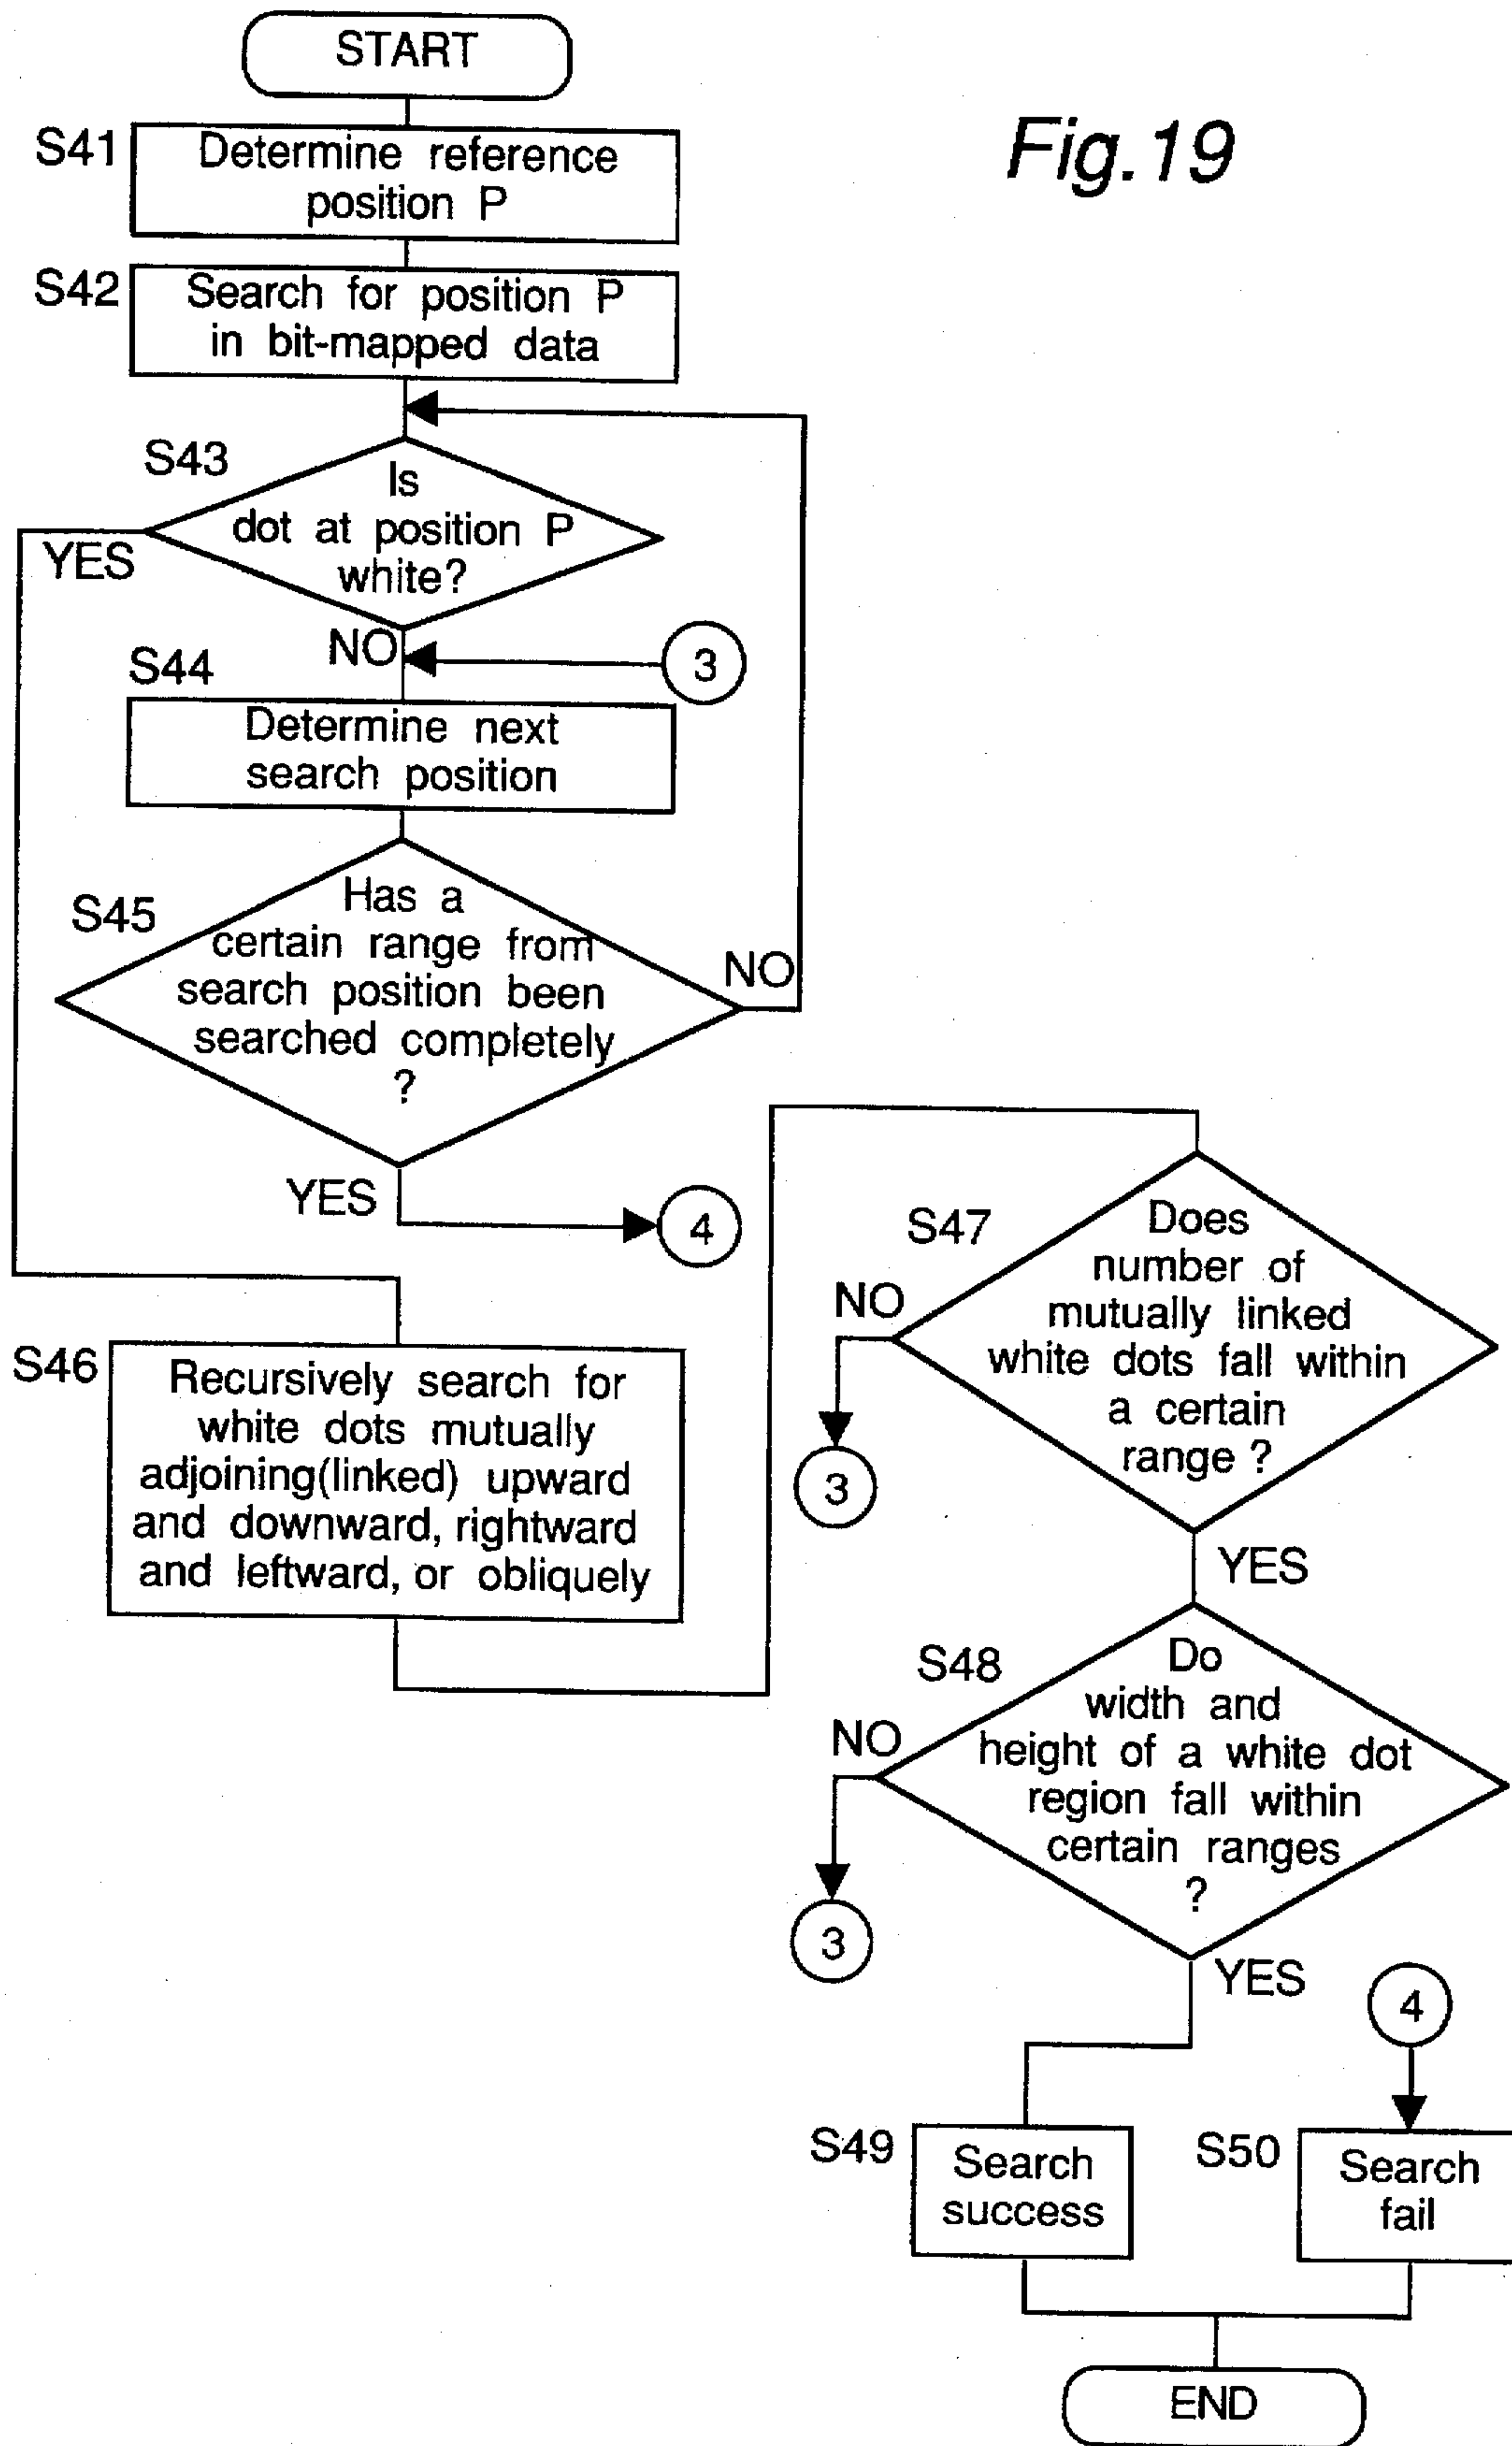 START
Fig.19
S41
Determine reference
position P
S42
Search for position P
in bit-mapped data
S43
Is
dot at position P
white?
YES
NO
3
S44
Determine next
search position
S45
Has a
certain range from
search position been
searched completely
?
NO
YES
4
S46
Recursively search for
white dots mutually
adjoining(linked) upward
and downward, rightward
and leftward, or obliquely
S47
Does
number of
mutually linked
white dots fall within
a certain
range ?
NO
3
YES
S48
Do
width and
height of a white dot
region fall within
certain ranges
?
NO
3
YES
4
S49
Search
success
S50
Search
fail
END